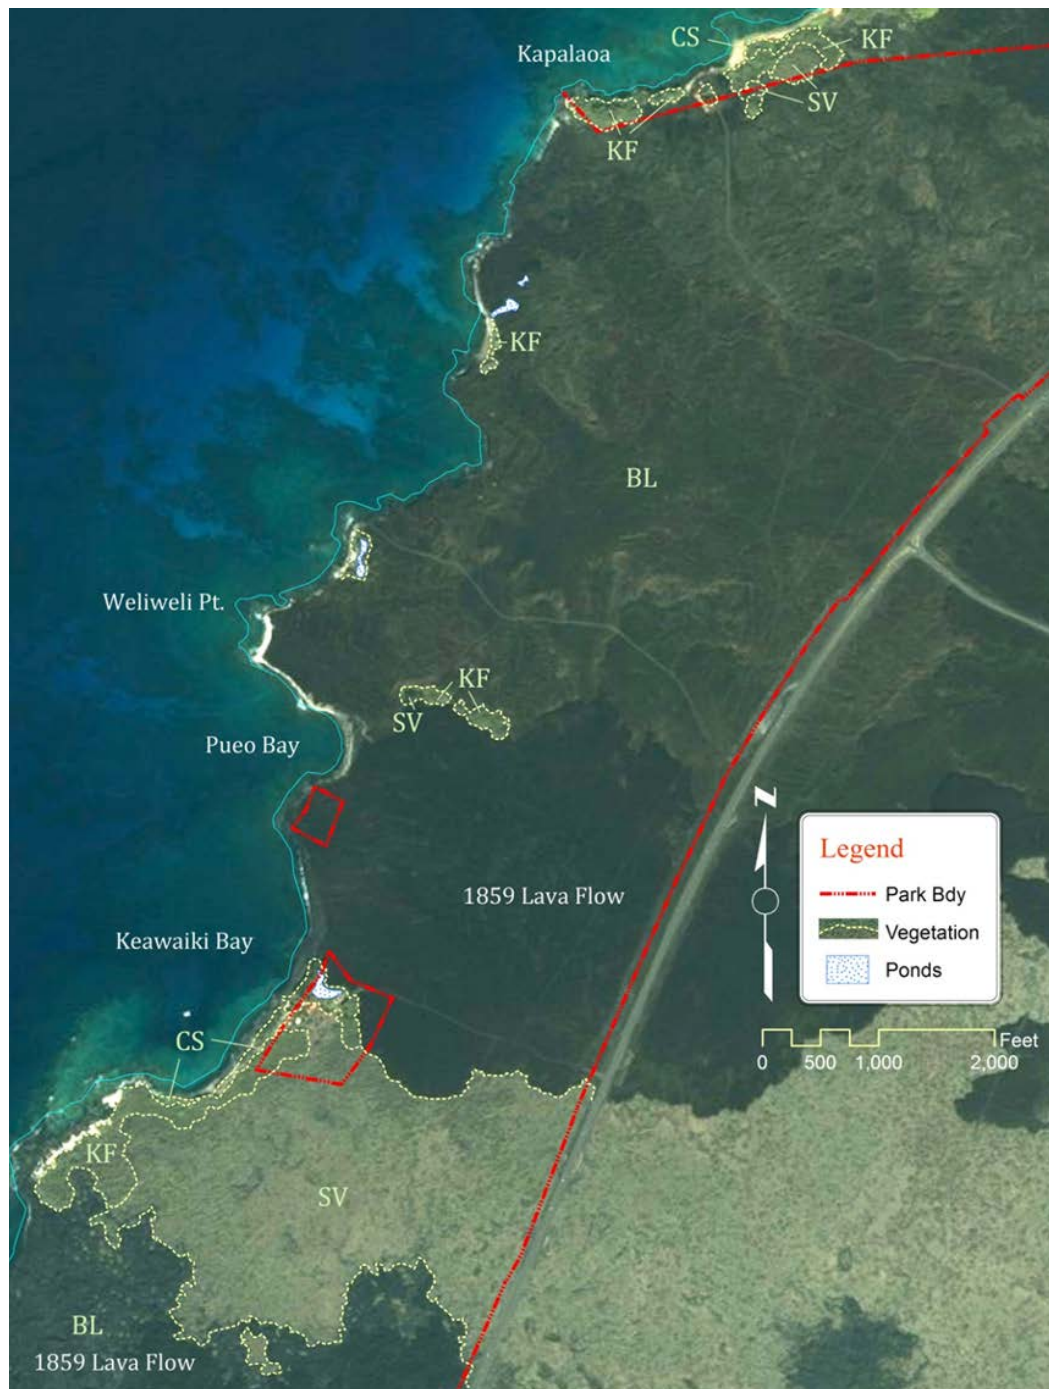 CS
KF
Kapalaoa
SV
KF
KF
BL
Weliweli Pt.
KF
SV
Pueo Bay
N
Legend
Park Bdy
Vegetation
Ponds
1859 Lava Flow
Keawaiki Bay
CS
Feet
0 500 1,000 2,000
KF
SV
BL
1859 Lava Flow